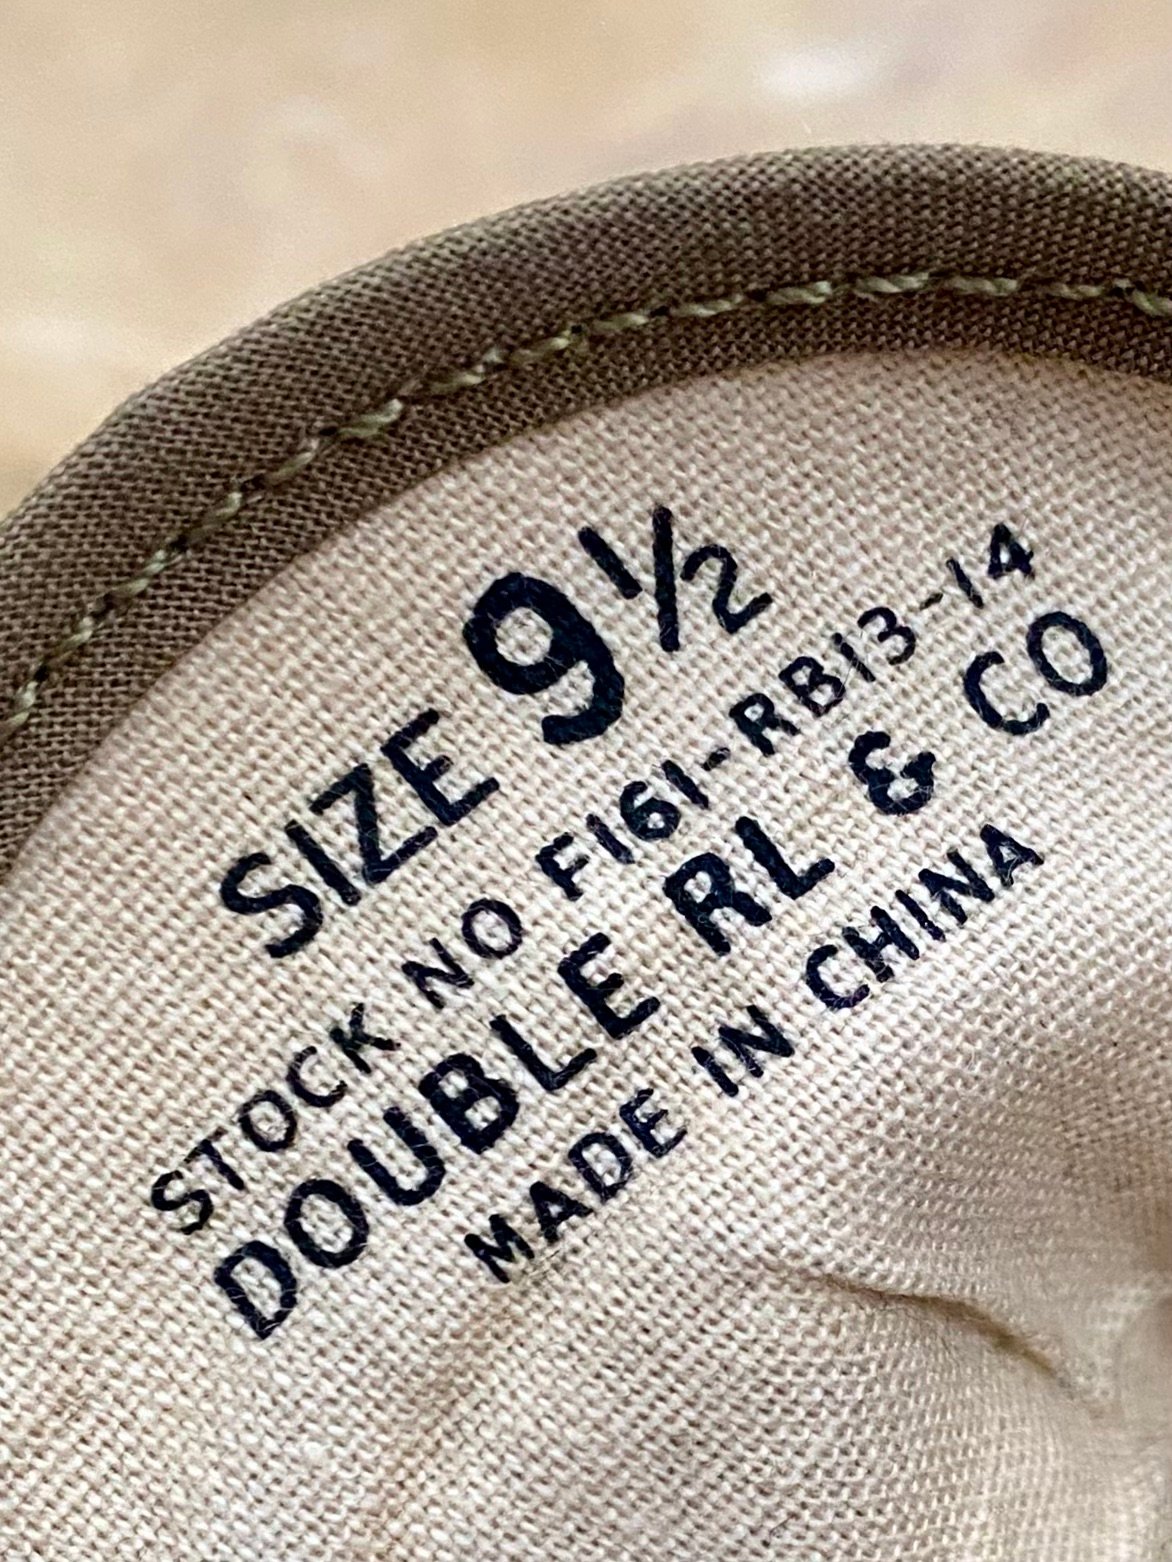 SIZE 9½
STOCK NO F161-RB13-14
DOUBLE RL & CO
MADE IN CHINA